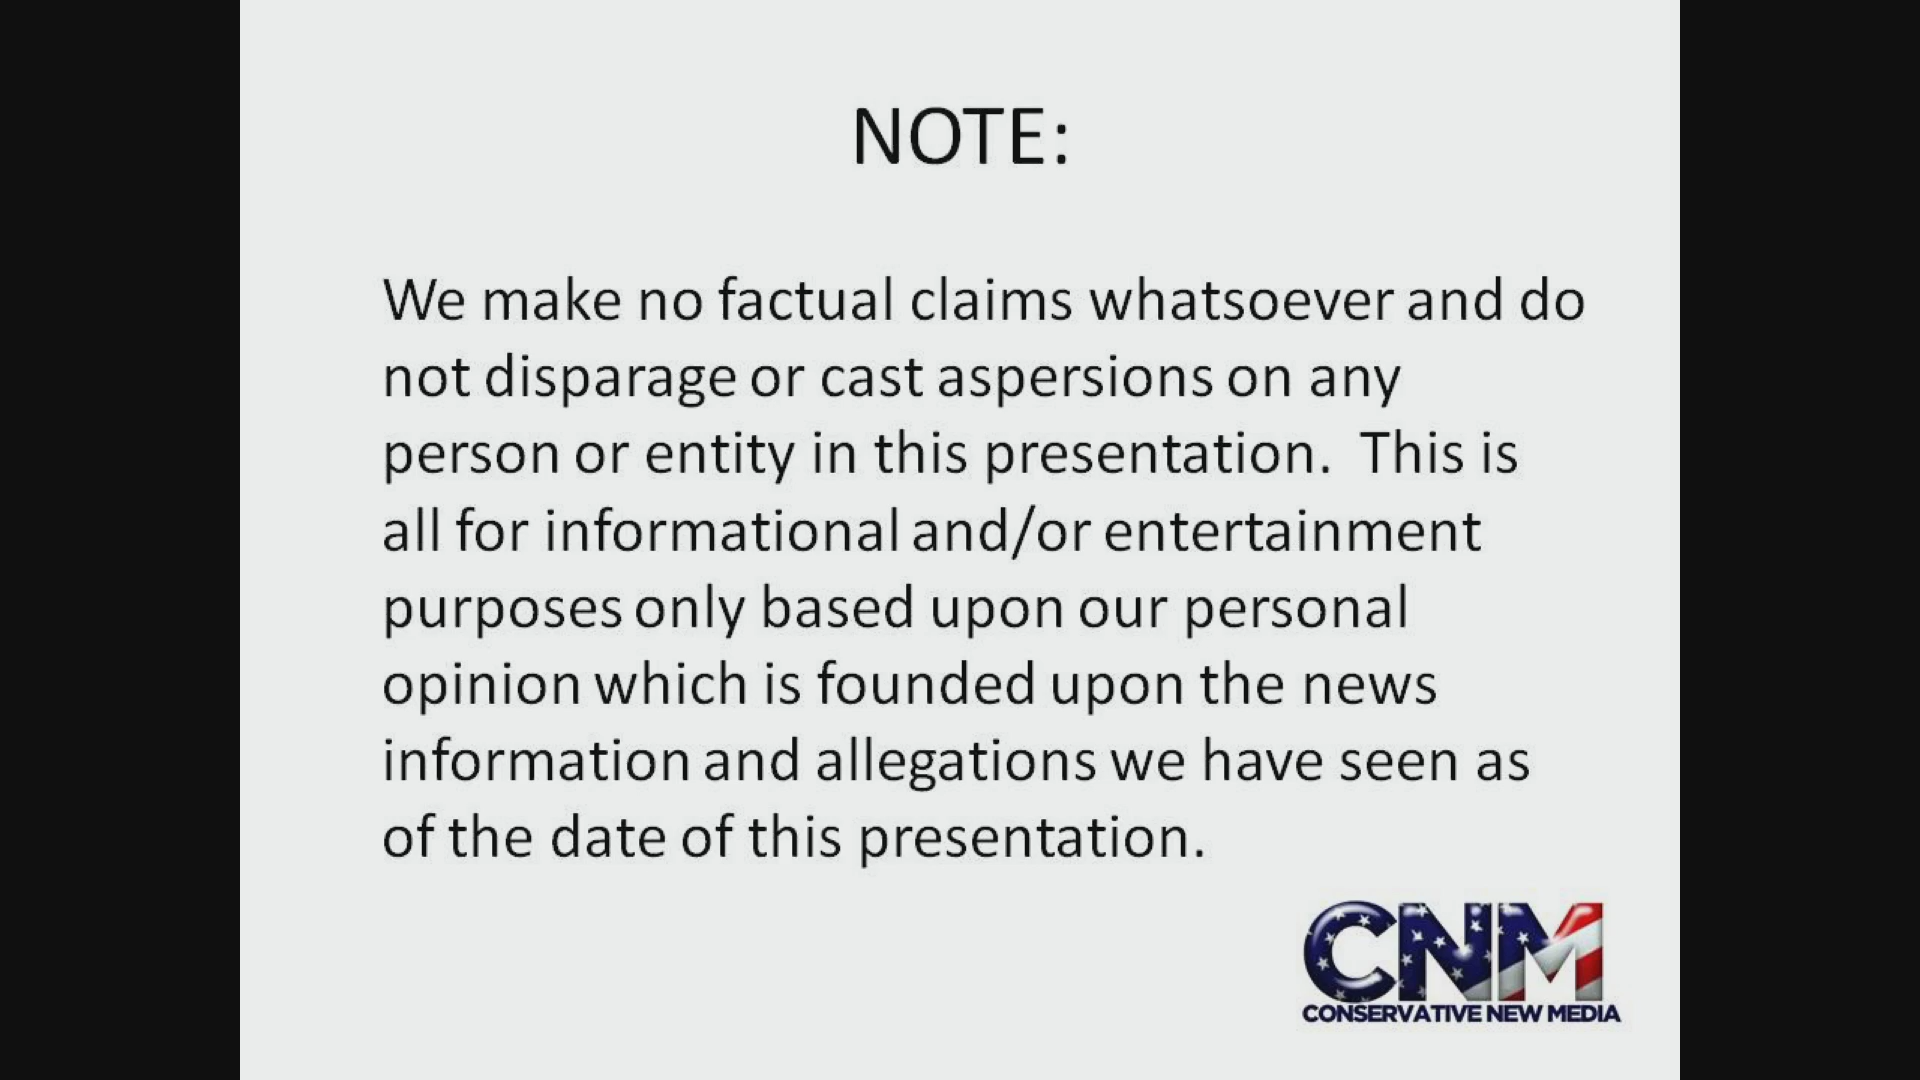 NOTE:
We make no factual claims whatsoever and do
not disparage or cast aspersions on any
person or entity in this presentation.  This is
all for informational and/or entertainment
purposes only based upon our personal
opinion which is founded upon the news
information and allegations we have seen as
of the date of this presentation.
CNM
CONSERVATIVE NEW MEDIA